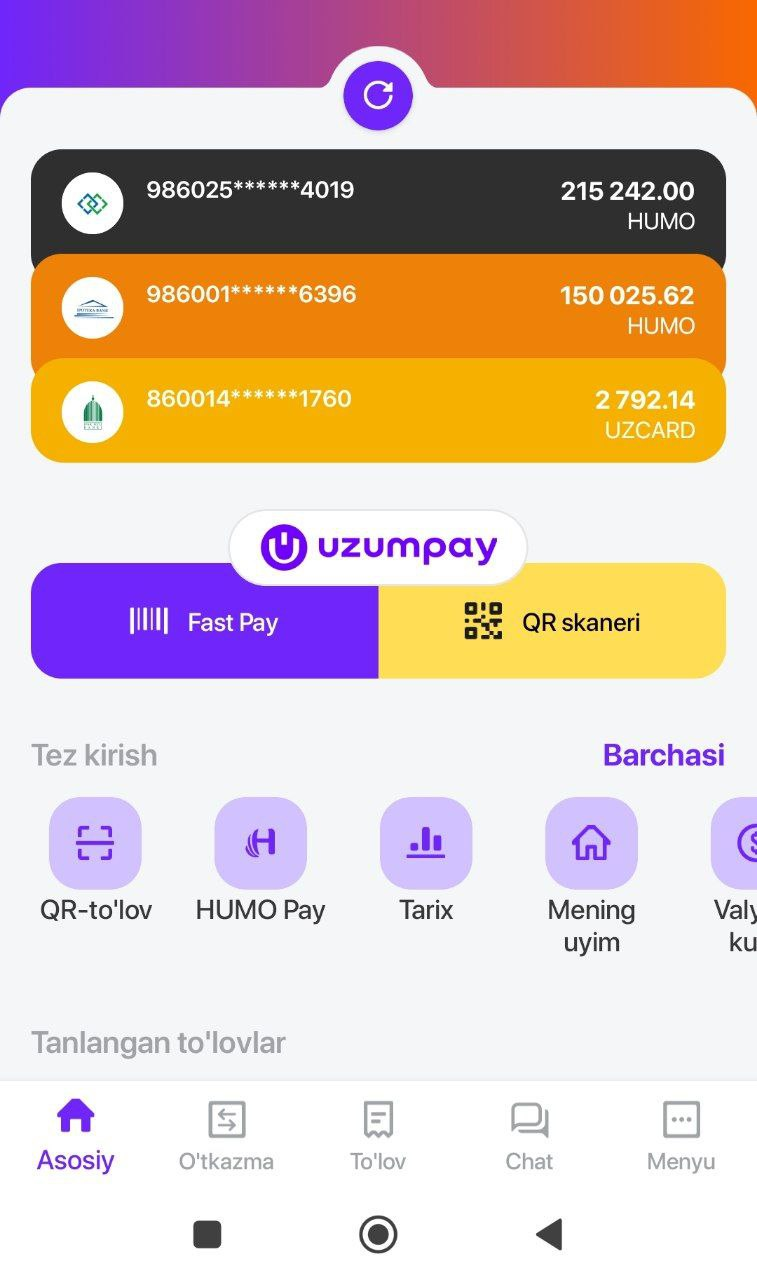 986025******4019
215 242.00
HUMO
986001******6396
150 025.62
HUMO
IPOTEKA BANK
860014******1760
2 792.14
UZCARD
uzumpay
Fast Pay
QR skaneri
Tez kirish
Barchasi
QR-to'lov
HUMO Pay
Tarix
Mening
uyim
Valy
ku
Tanlangan to'lovlar
Asosiy
O'tkazma
To'lov
Chat
Menyu